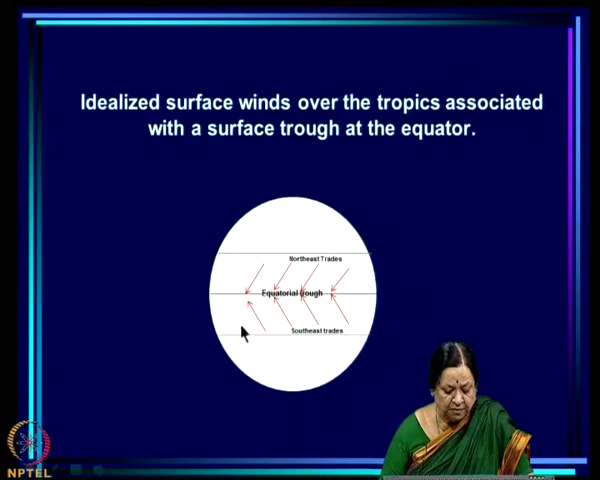 Idealized surface winds over the tropics associated
with a surface trough at the equator.
Northeast Trades
Equatorial trough
Southeast trades
NPTEL